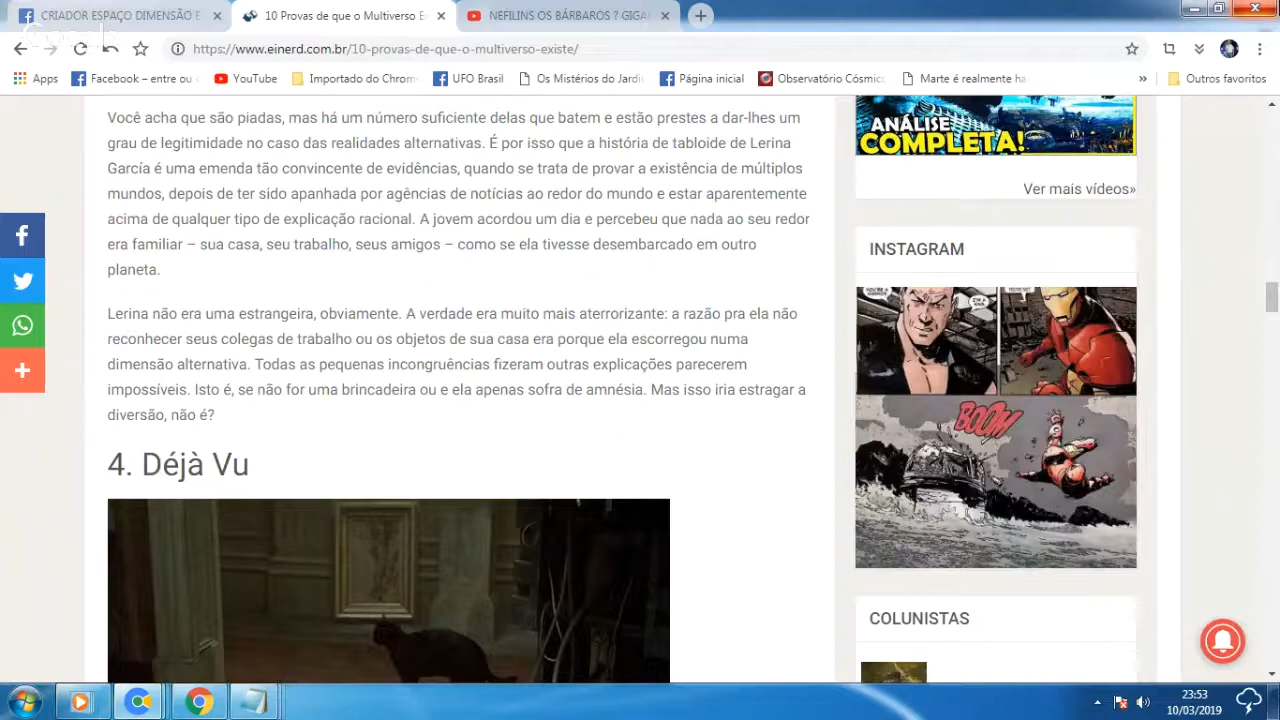 CRIADOR ESPAÇO DIMENSÃO E
10 Provas de que o Multiverso E
NEFILINS OS BÁRBAROS ? GIGA
https://www.einerd.com.br/10-provas-de-que-o-multiverso-existe/
Apps
Facebook – entre ou
YouTube
Importado do Chrom
UFO Brasil
Os Mistérios do Jardi
Página inicial
Observatório Cósmic
Marte é realmente ha
»
Outros favoritos
Você acha que são piadas, mas há um número suficiente delas que batem e estão prestes a dar-lhes um
grau de legitimidade no reino das realidades alternativas. É por isso que a história de tabloide de Lerina
García é uma emenda tão convincente de evidências, quando se trata de provar a existência de múltiplos
mundos, depois de ter sido apanhada por agências de notícias ao redor do mundo e estar aparentemente
acima de qualquer tipo de explicação racional. A jovem acordou um dia e percebeu que nada ao seu redor
era familiar – sua casa, seu trabalho, seus amigos – como se ela tivesse desembarcado em outro
planeta.
Lerina não era uma estrangeira, obviamente. A verdade era muito mais aterrorizante: a razão pra ela não
reconhecer seus colegas de trabalho ou os objetos de sua casa era porque ela escorregou numa
dimensão alternativa. Todas as pequenas incongruências fizeram outras explicações parecerem
impossíveis. Isto é, se não for uma brincadeira ou e ela apenas sofra de amnésia. Mas isso iria estragar a
diversão, não é?
4. Déjà Vu
ANÁLISE
COMPLETA!
Ver mais vídeos»
INSTAGRAM
BOOM
COLUNISTAS
23:53
10/03/2019